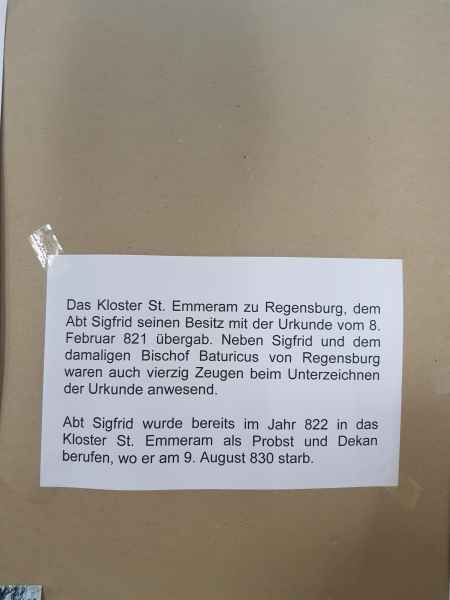 Das Kloster St. Emmeram zu Regensburg, dem
Abt Sigfrid seinen Besitz mit der Urkunde vom 8.
Februar 821 übergab. Neben Sigfrid und dem
damaligen Bischof Baturicus von Regensburg
waren auch vierzig Zeugen beim Unterzeichnen
der Urkunde anwesend.
Abt Sigfrid wurde bereits im Jahr 822 in das
Kloster St. Emmeram als Probst und Dekan
berufen, wo er am 9. August 830 starb.